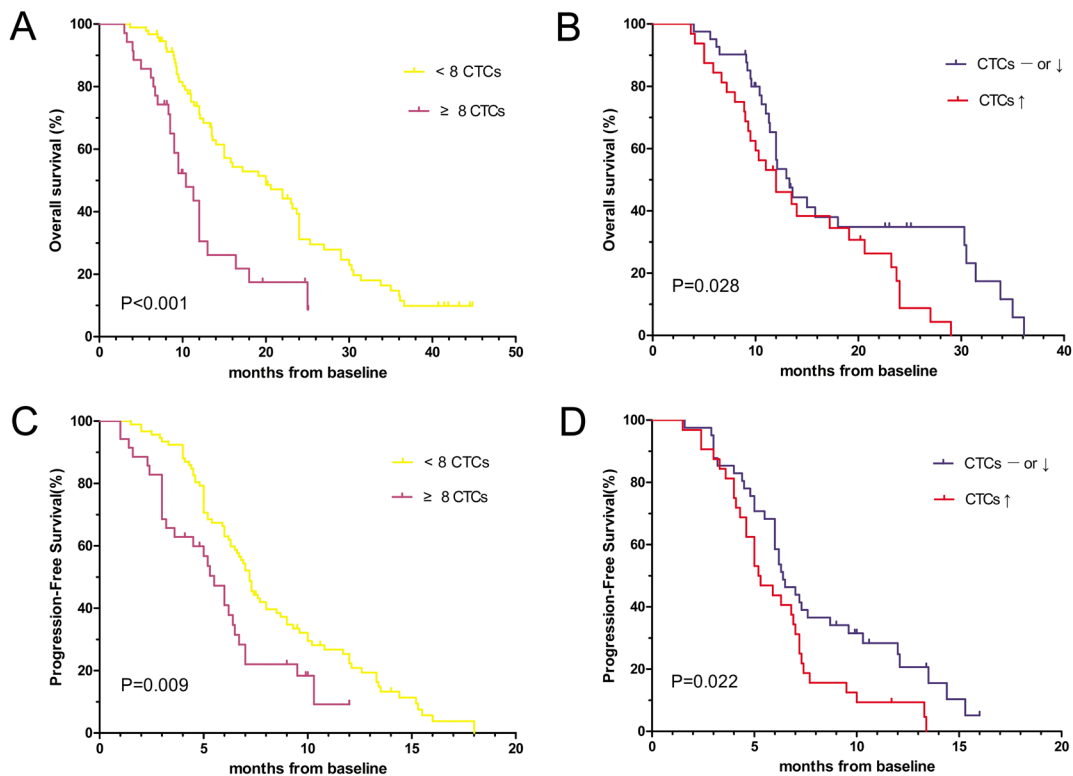 A
100
80
60
40
20
0
Overall survival (%)
< 8 CTCs
≥ 8 CTCs
P<0.001
0 10 20 30 40 50
months from baseline
B
100
80
60
40
20
0
Overall survival (%)
CTCs — or ↓
CTCs ↑
P=0.028
0 10 20 30 40
months from baseline
C
100
80
60
40
20
0
Progression-Free Survival(%)
< 8 CTCs
≥ 8 CTCs
P=0.009
0 5 10 15 20
months from baseline
D
100
80
60
40
20
0
Progression-Free Survival(%)
CTCs — or ↓
CTCs ↑
P=0.022
0 5 10 15 20
months from baseline